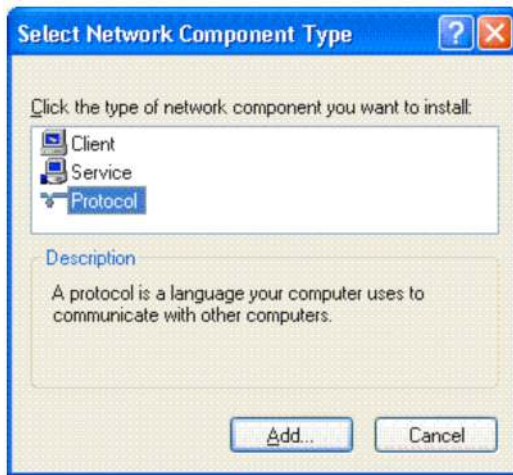 Select Network Component Type
?
Click the type of network component you want to install:
Client
Service
Protocol
Description
A protocol is a language your computer uses to
communicate with other computers.
Add...
Cancel